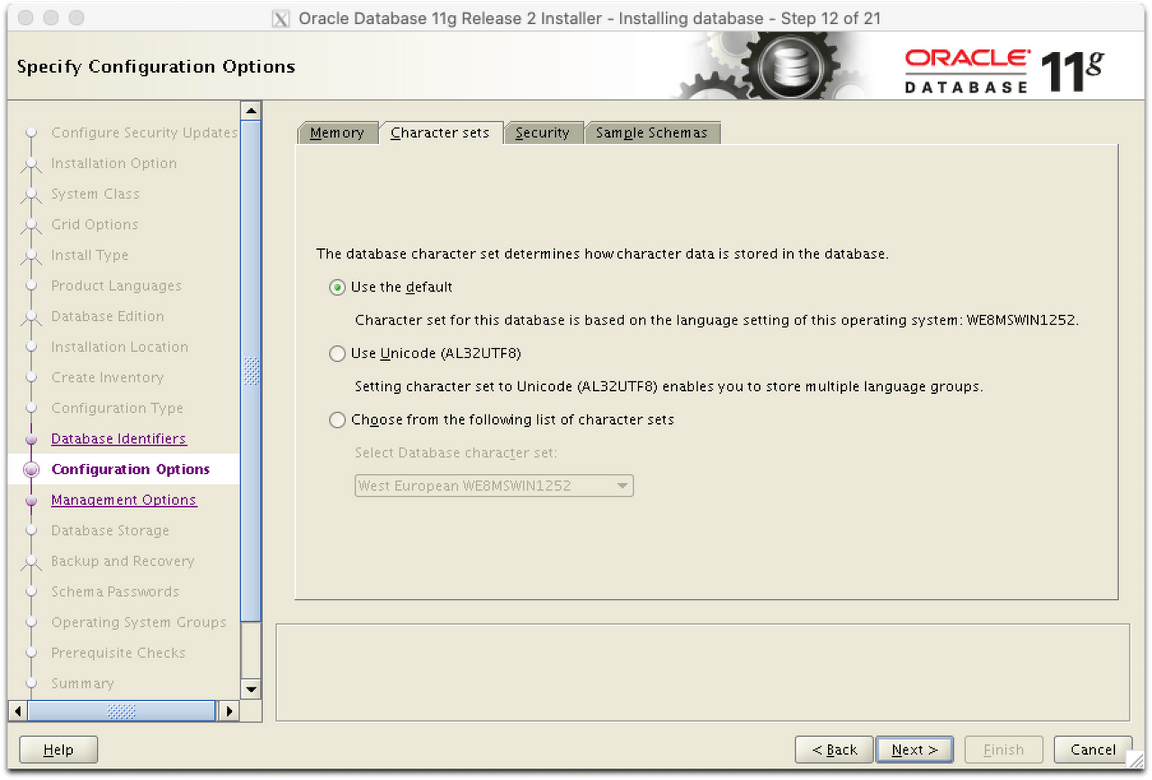 Oracle Database 11g Release 2 Installer - Installing database - Step 12 of 21
Specify Configuration Options
ORACLE
DATABASE
11g
Configure Security Updates
Installation Option
System Class
Grid Options
Install Type
Product Languages
Database Edition
Installation Location
Create Inventory
Configuration Type
Database Identifiers
Configuration Options
Management Options
Database Storage
Backup and Recovery
Schema Passwords
Operating System Groups
Prerequisite Checks
Summary
Memory
Character sets
Security
Sample Schemas
The database character set determines how character data is stored in the database.
Use the default
Character set for this database is based on the language setting of this operating system: WE8MSWIN1252.
Use Unicode (AL32UTF8)
Setting character set to Unicode (AL32UTF8) enables you to store multiple language groups.
Choose from the following list of character sets
Select Database character set:
West European WE8MSWIN1252
Help
< Back
Next >
Finish
Cancel